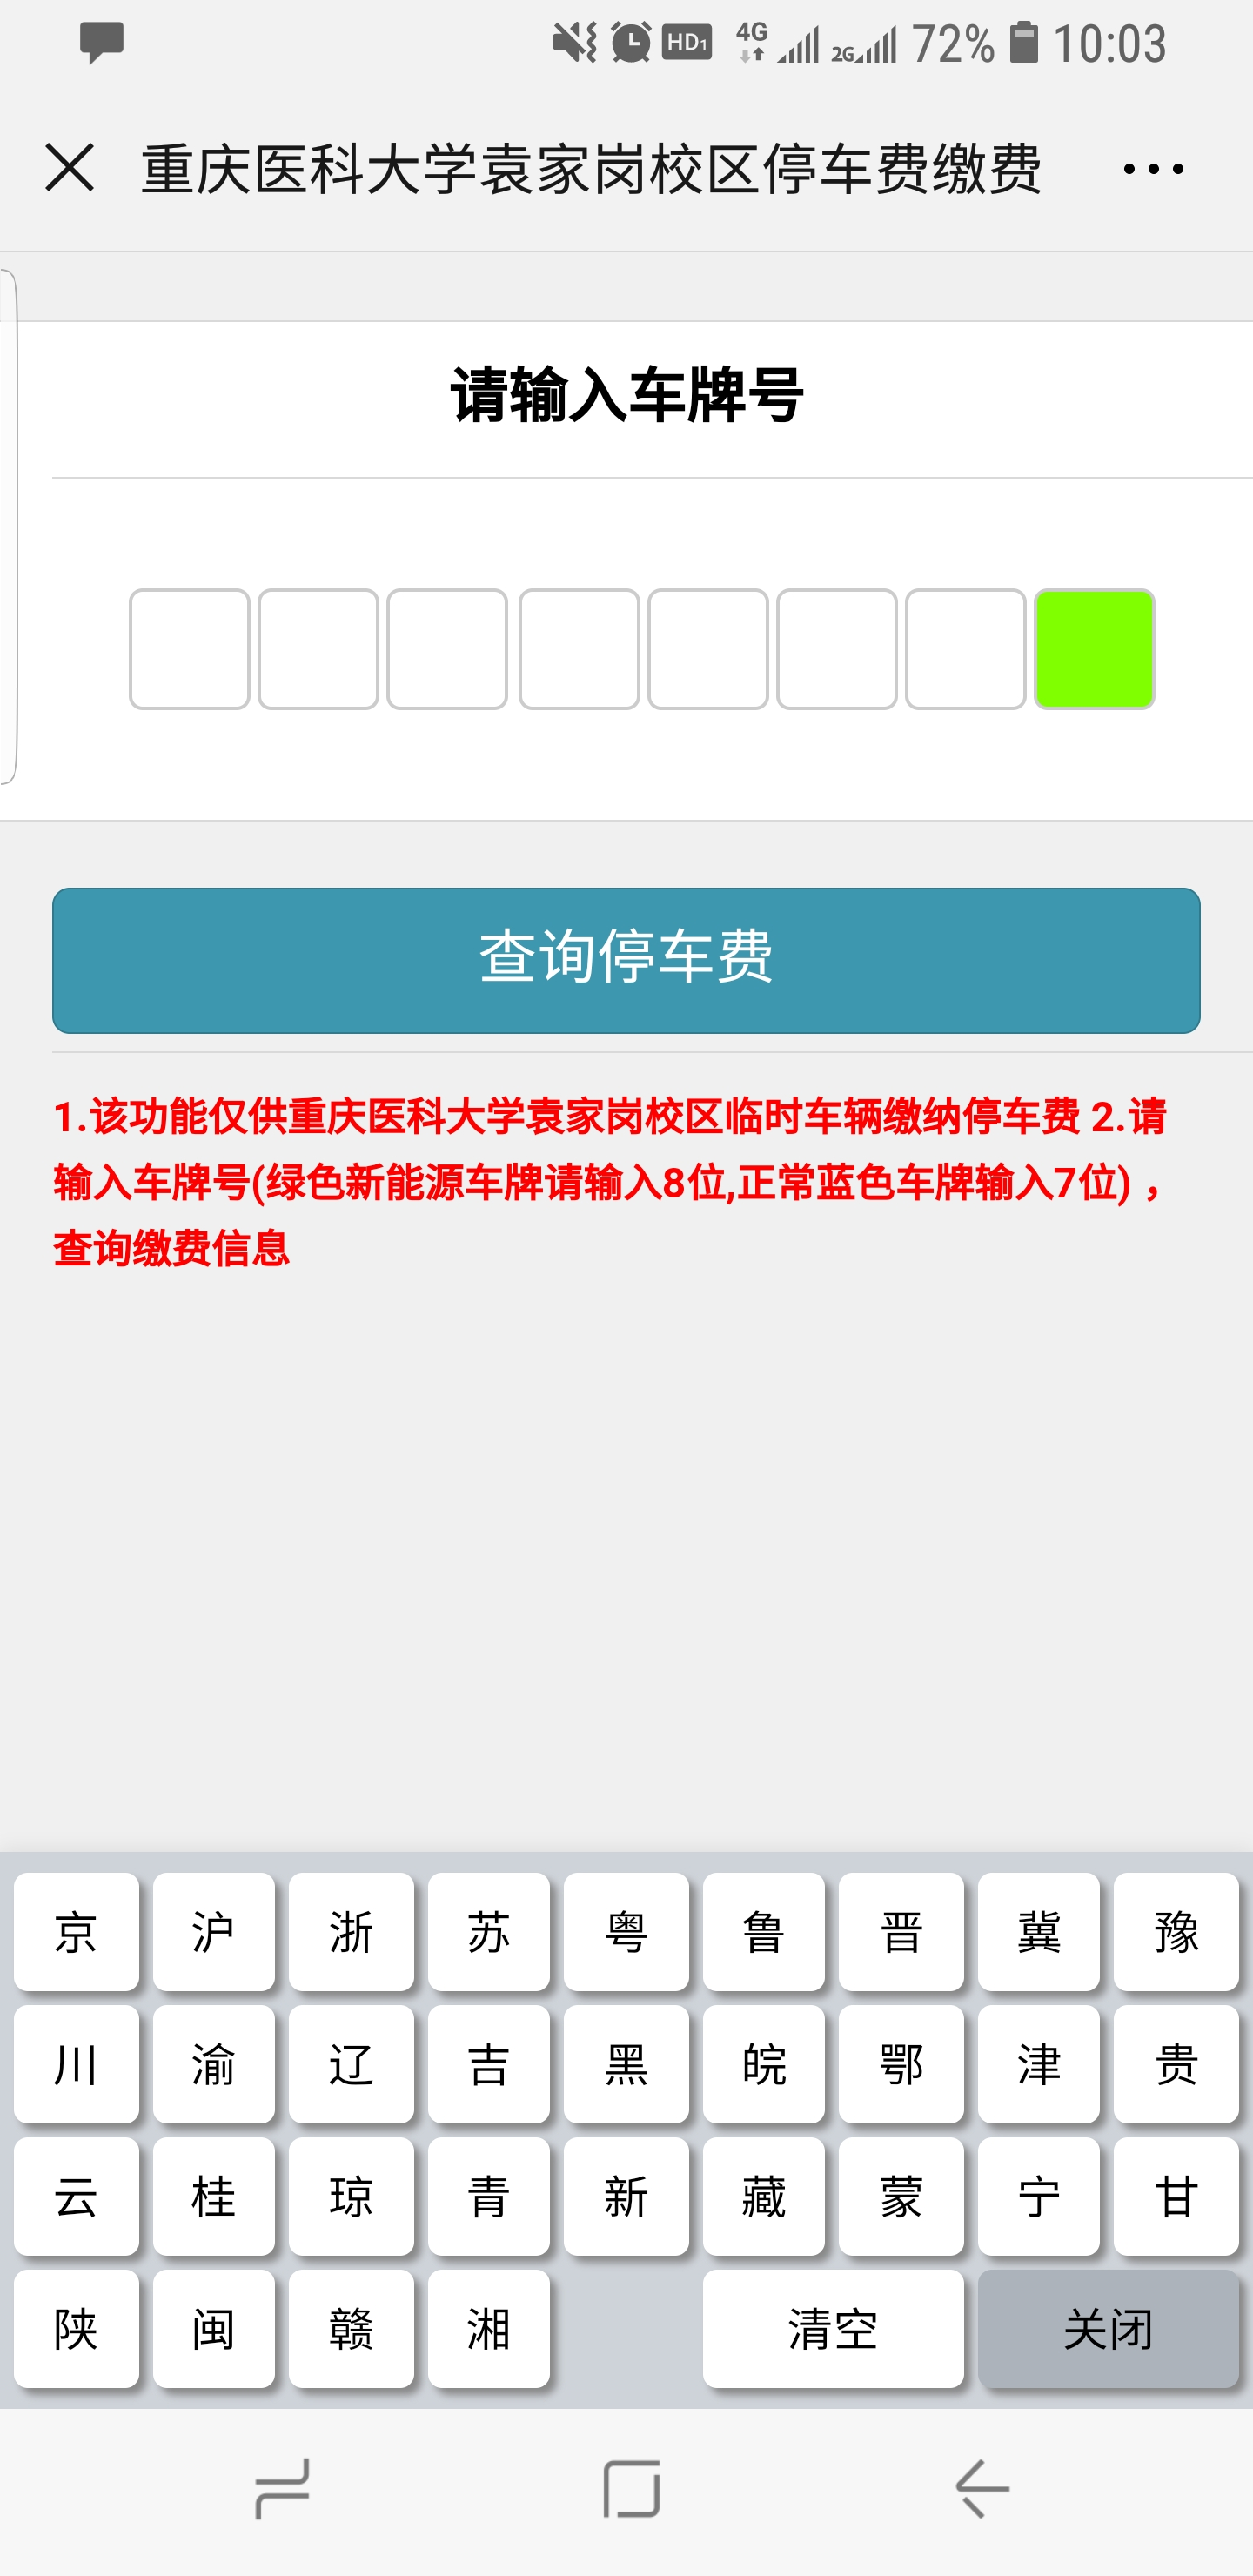 HD1 4G 2G 72% 10:03
重庆医科大学袁家岗校区停车费缴费
请输入车牌号
查询停车费
1.该功能仅供重庆医科大学袁家岗校区临时车辆缴纳停车费 2.请
输入车牌号(绿色新能源车牌请输入8位,正常蓝色车牌输入7位)，
查询缴费信息
京 沪 浙 苏 粤 鲁 晋 冀 豫
川 渝 辽 吉 黑 皖 鄂 津 贵
云 桂 琼 青 新 藏 蒙 宁 甘
陕 闽 赣 湘 清空 关闭